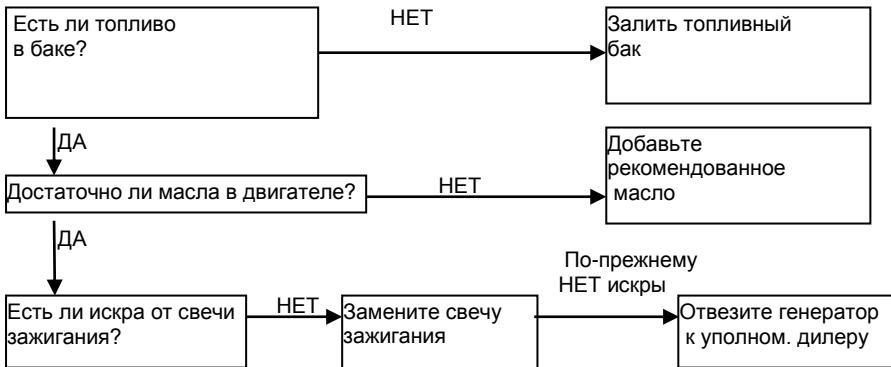 Есть ли топливо
в баке?
НЕТ
Залить топливный
бак
ДА
Достаточно ли масла в двигателе?
НЕТ
Добавьте
рекомендованное
масло
ДА
Есть ли искра от свечи
зажигания?
НЕТ
Замените свечу
зажигания
По-прежнему
НЕТ искры
Отвезите генератор
к уполном. дилеру